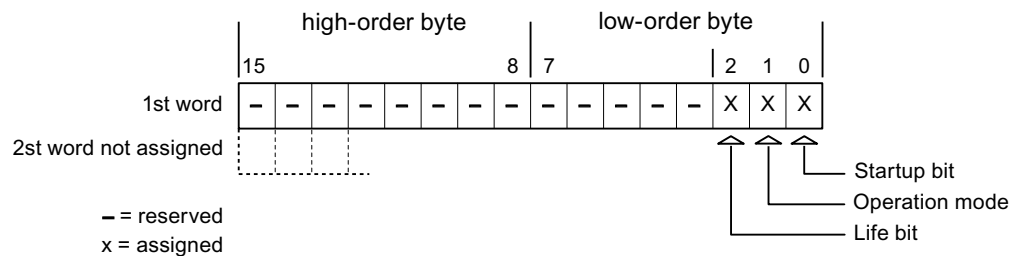 high-order byte low-order byte
15 8 7 2 1 0
1st word – – – – – – – – – – – – – X X X
2st word not assigned
Startup bit
– = reserved Operation mode
x = assigned Life bit